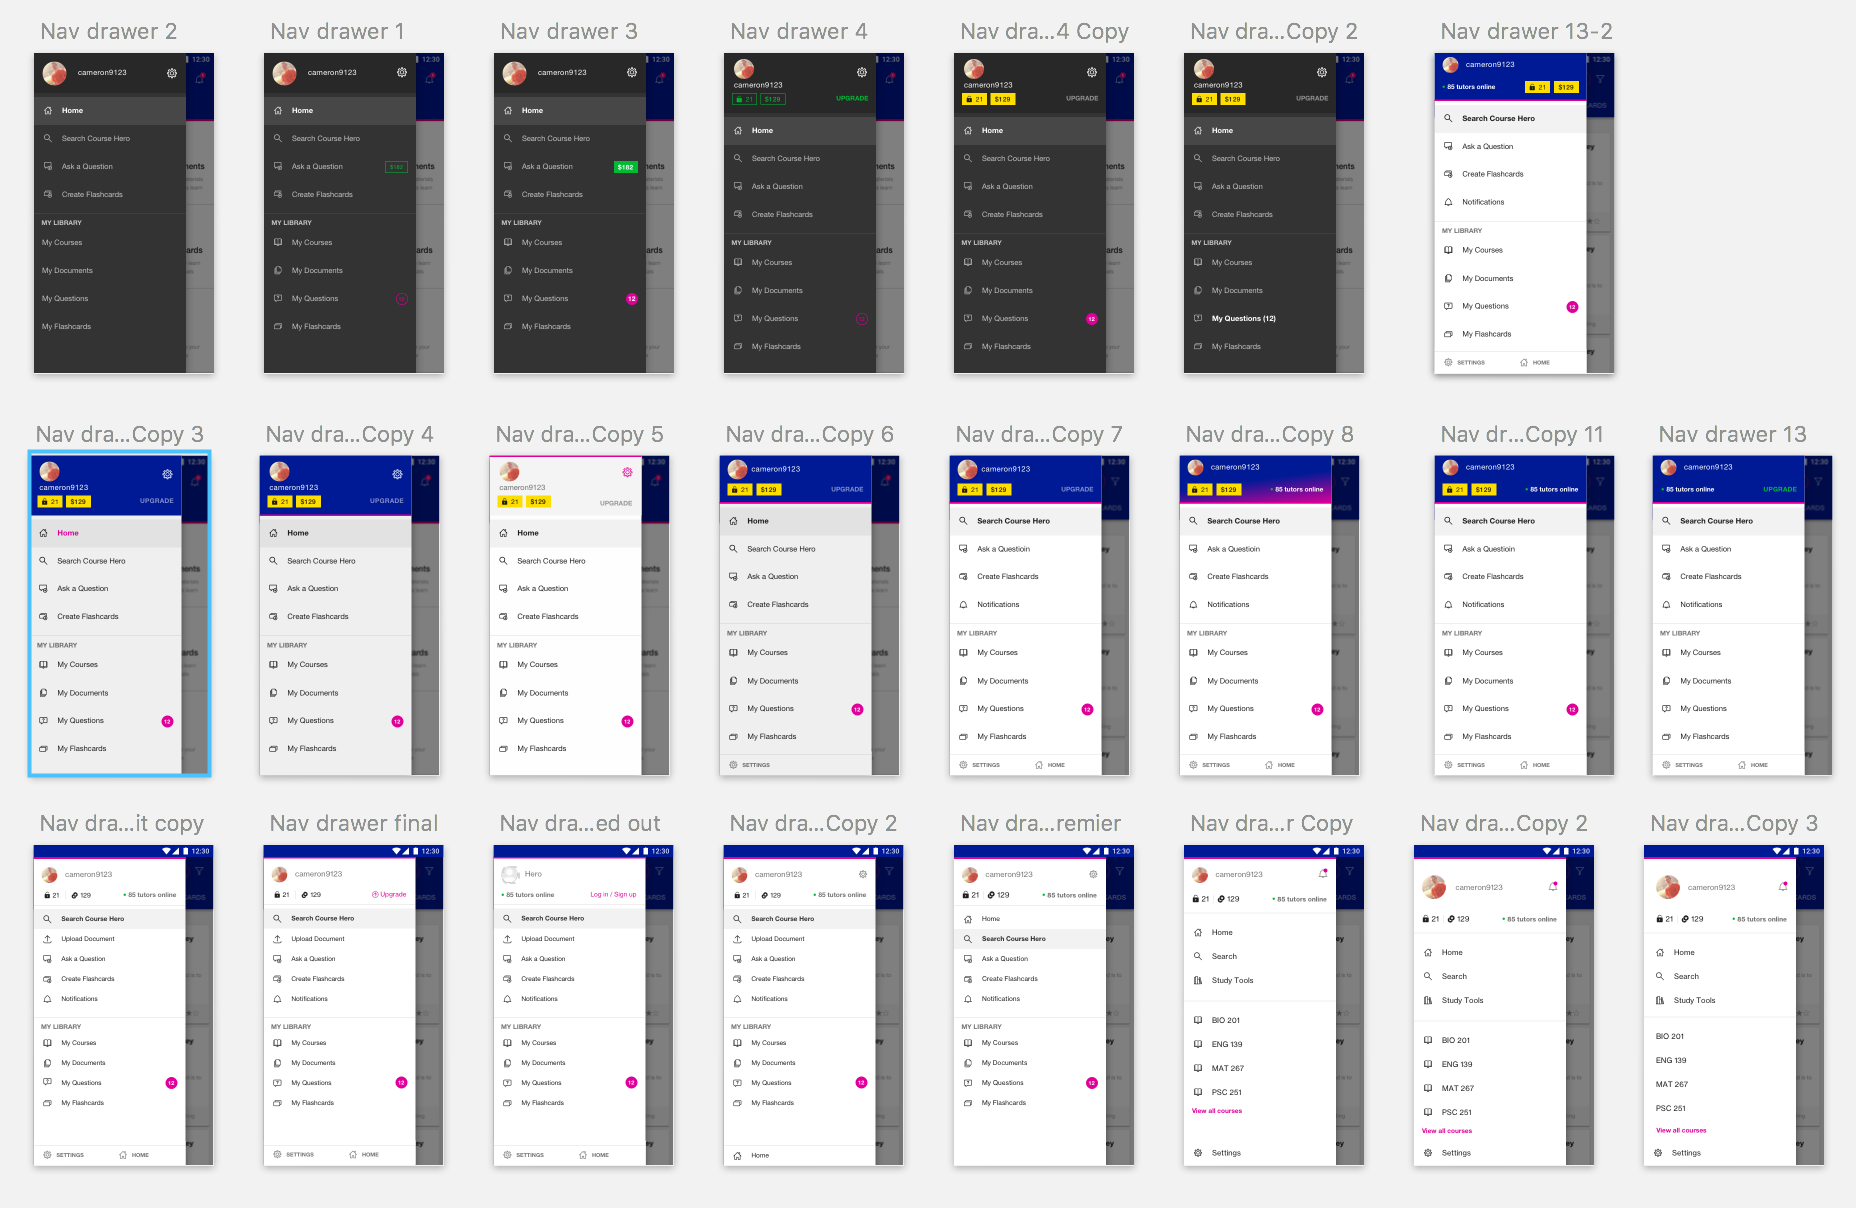 Nav drawer 2
Nav drawer 1
Nav drawer 3
Nav drawer 4
Nav dra...4 Copy
Nav dra...Copy 2
Nav drawer 13-2
cameron9123
Home
Search Course Hero
Ask a Question
Create Flashcards
MY LIBRARY
My Courses
My Documents
My Questions
My Flashcards
12:30
cameron9123
Home
Search Course Hero
Ask a Question
$182
Create Flashcards
MY LIBRARY
My Courses
My Documents
My Questions
My Flashcards
12:30
cameron9123
Home
Search Course Hero
Ask a Question
$182
Create Flashcards
MY LIBRARY
My Courses
My Documents
My Questions
12
My Flashcards
12:30
cameron9123
21 $129 UPGRADE
Home
Search Course Hero
Ask a Question
Create Flashcards
MY LIBRARY
My Courses
My Documents
My Questions
My Flashcards
12:30
cameron9123
21 $129 UPGRADE
Home
Search Course Hero
Ask a Question
Create Flashcards
MY LIBRARY
My Courses
My Documents
My Questions
12
My Flashcards
12:30
cameron9123
21 $129 UPGRADE
Home
Search Course Hero
Ask a Question
Create Flashcards
MY LIBRARY
My Courses
My Documents
My Questions (12)
My Flashcards
12:30
cameron9123
85 tutors online 21 $129
Search Course Hero
Ask a Question
Create Flashcards
Notifications
MY LIBRARY
My Courses
My Documents
My Questions
12
My Flashcards
SETTINGS HOME
12:30
Nav dra...Copy 3
Nav dra...Copy 4
Nav dra...Copy 5
Nav dra...Copy 6
Nav dra...Copy 7
Nav dra...Copy 8
Nav dr...Copy 11
Nav drawer 13
cameron9123
21 $129 UPGRADE
Home
Search Course Hero
Ask a Question
Create Flashcards
MY LIBRARY
My Courses
My Documents
My Questions
12
My Flashcards
12:30
cameron9123
21 $129 UPGRADE
Home
Search Course Hero
Ask a Question
Create Flashcards
MY LIBRARY
My Courses
My Documents
My Questions
12
My Flashcards
12:30
cameron9123
21 $129 UPGRADE
Home
Search Course Hero
Ask a Question
Create Flashcards
MY LIBRARY
My Courses
My Documents
My Questions
12
My Flashcards
12:30
cameron9123
21 $129 UPGRADE
Home
Search Course Hero
Ask a Question
Create Flashcards
MY LIBRARY
My Courses
My Documents
My Questions
12
My Flashcards
SETTINGS
12:30
cameron9123
21 $129 UPGRADE
Search Course Hero
Ask a Questioin
Create Flashcards
Notifications
MY LIBRARY
My Courses
My Documents
My Questions
12
My Flashcards
SETTINGS HOME
12:30
cameron9123
21 $129 85 tutors online
Search Course Hero
Ask a Questioin
Create Flashcards
Notifications
MY LIBRARY
My Courses
My Documents
My Questions
12
My Flashcards
SETTINGS HOME
12:30
cameron9123
21 $129 85 tutors online
Search Course Hero
Ask a Questioin
Create Flashcards
Notifications
MY LIBRARY
My Courses
My Documents
My Questions
12
My Flashcards
SETTINGS HOME
12:30
cameron9123
85 tutors online UPGRADE
Search Course Hero
Ask a Question
Create Flashcards
Notifications
MY LIBRARY
My Courses
My Documents
My Questions
My Flashcards
SETTINGS HOME
12:30
Nav dra...it copy
Nav drawer final
Nav dra...ed out
Nav dra...Copy 2
Nav dra...remier
Nav dra...r Copy
Nav dra...Copy 2
Nav dra...Copy 3
12:30
cameron9123
21 129 85 tutors online
Search Course Hero
Upload Document
Ask a Question
Create Flashcards
Notifications
MY LIBRARY
My Courses
My Documents
My Questions
12
My Flashcards
SETTINGS HOME
12:30
cameron9123
21 129 Upgrade
Search Course Hero
Upload Document
Ask a Question
Create Flashcards
Notifications
MY LIBRARY
My Courses
My Documents
My Questions
12
My Flashcards
SETTINGS HOME
12:30
Hero
85 tutors online Log in / Sign up
Search Course Hero
Upload Document
Ask a Question
Create Flashcards
Notifications
MY LIBRARY
My Courses
My Documents
My Questions
12
My Flashcards
SETTINGS HOME
12:30
cameron9123
21 129 85 tutors online
Search Course Hero
Upload Document
Ask a Question
Create Flashcards
Notifications
MY LIBRARY
My Courses
My Documents
My Questions
12
My Flashcards
Home
12:30
cameron9123
21 129 85 tutors online
Home
Search Course Hero
Ask a Question
Create Flashcards
Notifications
MY LIBRARY
My Courses
My Documents
My Questions
12
My Flashcards
12:30
cameron9123
21 129 85 tutors online
Home
Search
Study Tools
BIO 201
ENG 139
MAT 267
PSC 251
View all courses
Settings
12:30
cameron9123
21 129 85 tutors online
Home
Search
Study Tools
BIO 201
ENG 139
MAT 267
PSC 251
View all courses
Settings
12:30
cameron9123
21 129 85 tutors online
Home
Search
Study Tools
BIO 201
ENG 139
MAT 267
PSC 251
View all courses
Settings